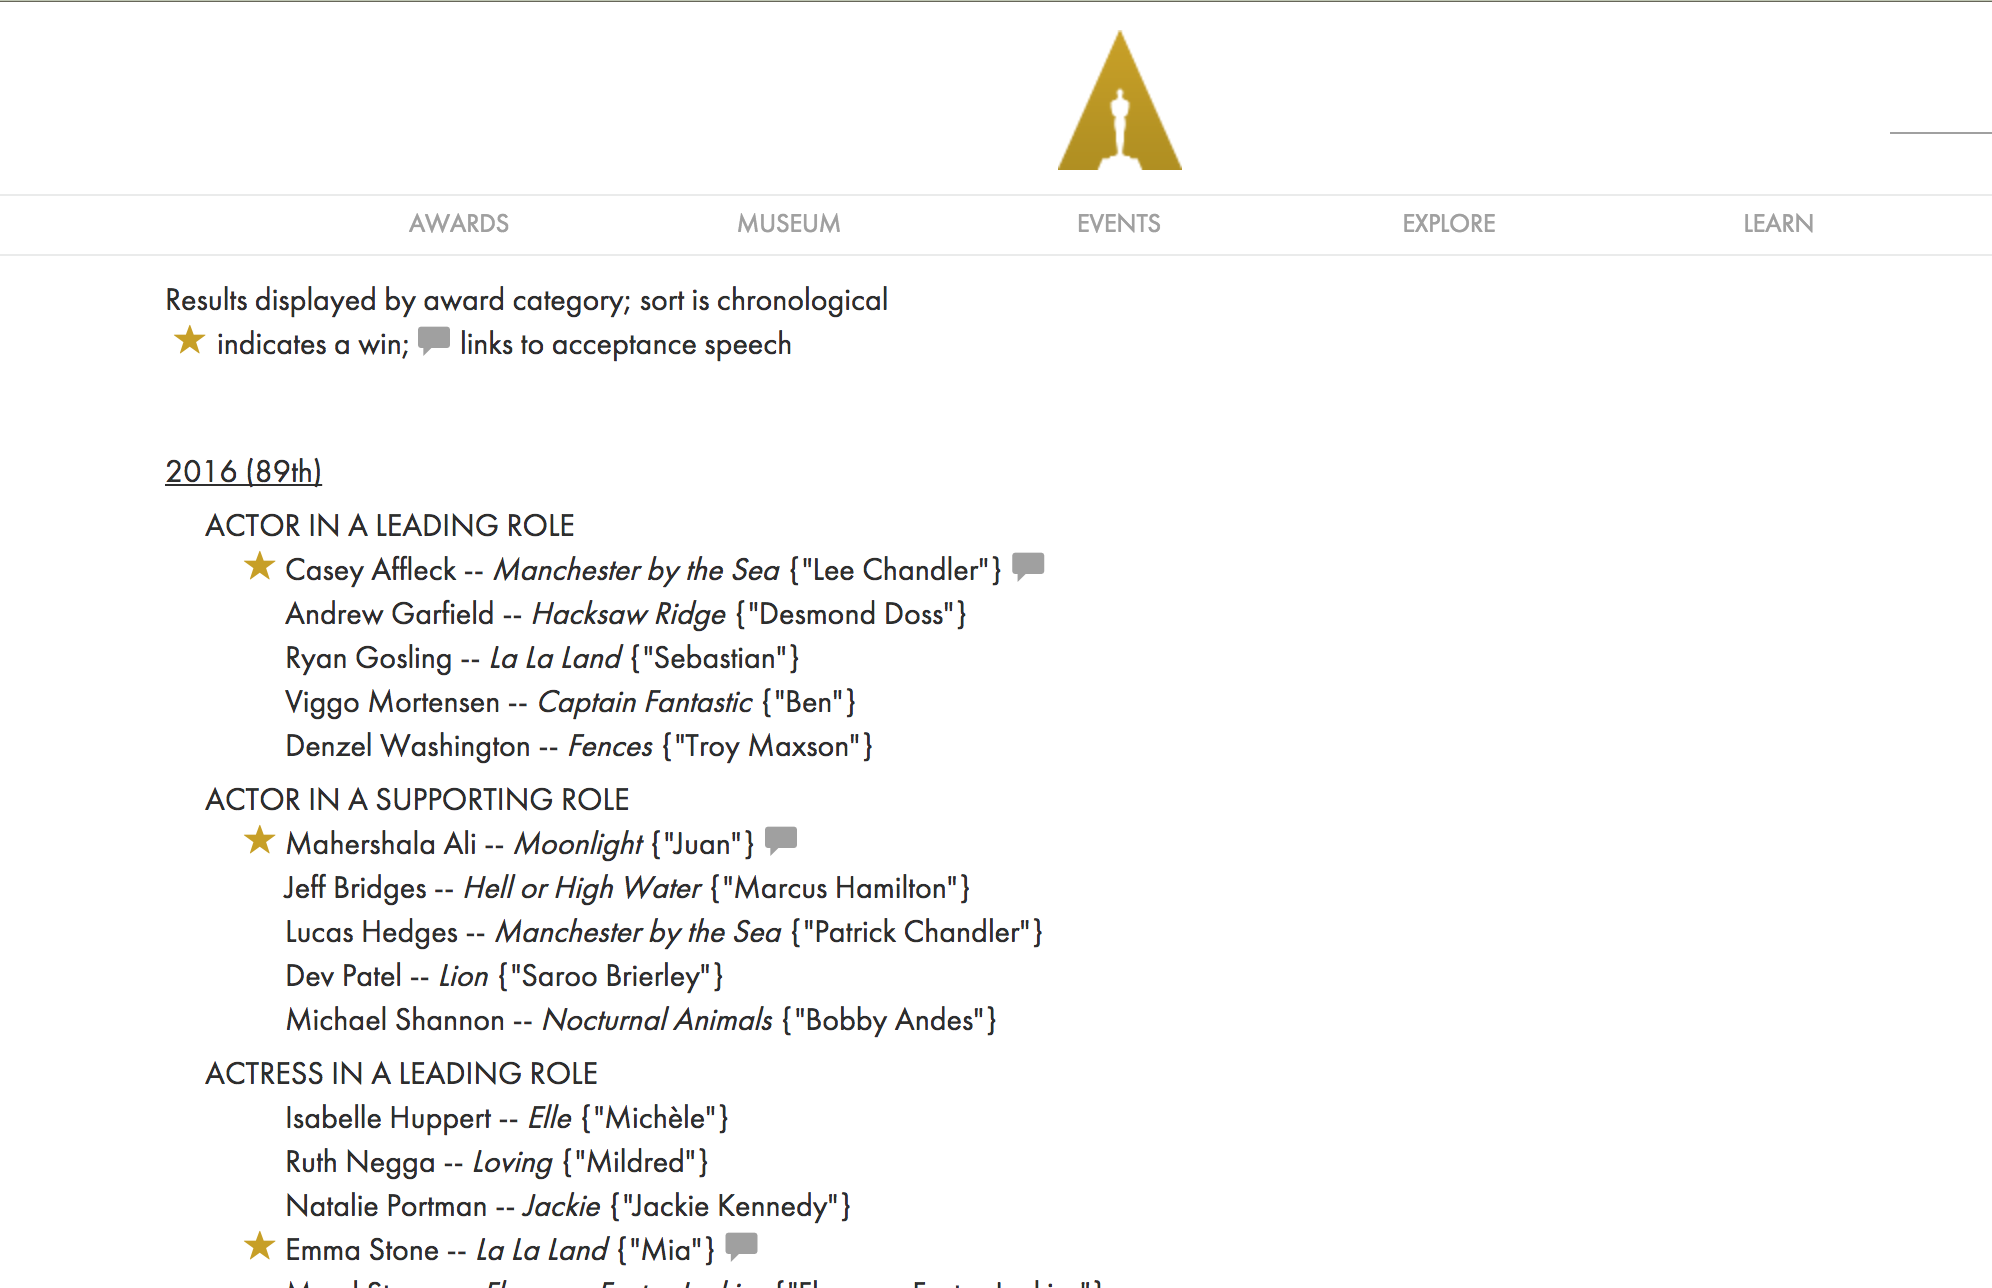 AWARDS MUSEUM EVENTS EXPLORE LEARN
Results displayed by award category; sort is chronological
indicates a win; links to acceptance speech
2016 (89th)
ACTOR IN A LEADING ROLE
Casey Affleck -- Manchester by the Sea {"Lee Chandler"}
Andrew Garfield -- Hacksaw Ridge {"Desmond Doss"}
Ryan Gosling -- La La Land {"Sebastian"}
Viggo Mortensen -- Captain Fantastic {"Ben"}
Denzel Washington -- Fences {"Troy Maxson"}
ACTOR IN A SUPPORTING ROLE
Mahershala Ali -- Moonlight {"Juan"}
Jeff Bridges -- Hell or High Water {"Marcus Hamilton"}
Lucas Hedges -- Manchester by the Sea {"Patrick Chandler"}
Dev Patel -- Lion {"Saroo Brierley"}
Michael Shannon -- Nocturnal Animals {"Bobby Andes"}
ACTRESS IN A LEADING ROLE
Isabelle Huppert -- Elle {"Michèle"}
Ruth Negga -- Loving {"Mildred"}
Natalie Portman -- Jackie {"Jackie Kennedy"}
Emma Stone -- La La Land {"Mia"}